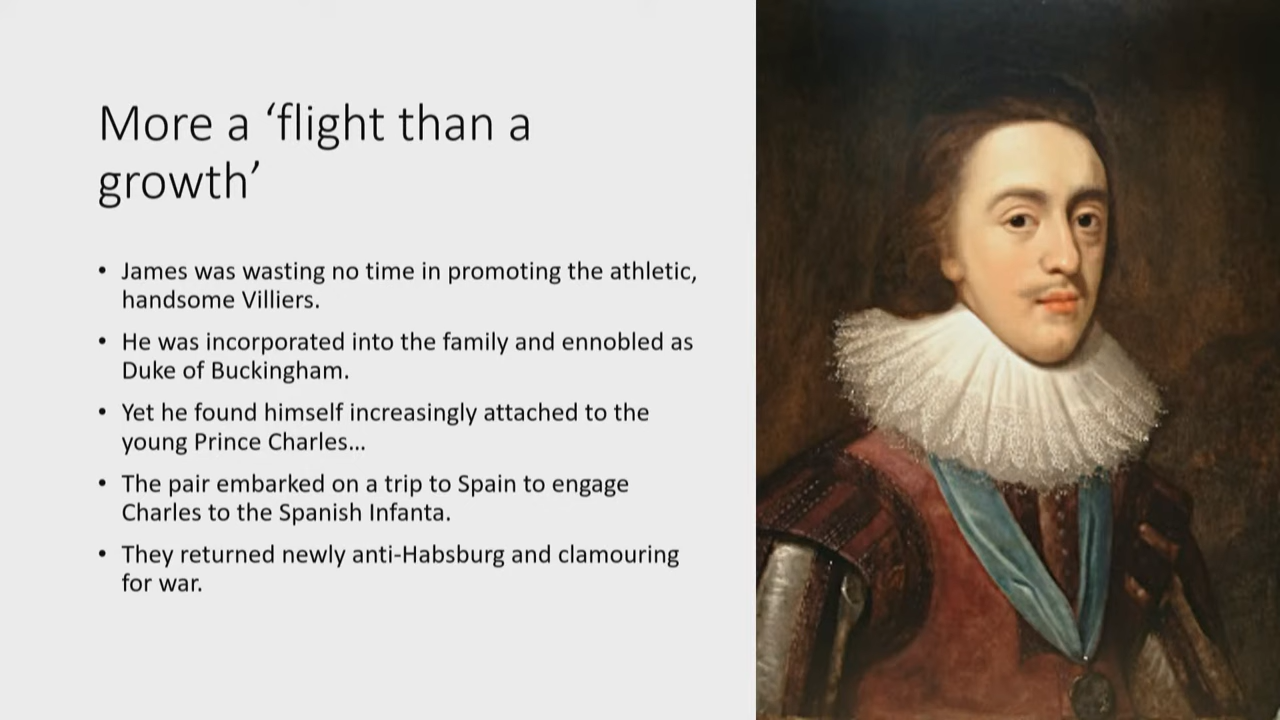 More a ‘flight than a
growth’
• James was wasting no time in promoting the athletic,
handsome Villiers.
• He was incorporated into the family and ennobled as
Duke of Buckingham.
• Yet he found himself increasingly attached to the
young Prince Charles...
• The pair embarked on a trip to Spain to engage
Charles to the Spanish Infanta.
• They returned newly anti-Habsburg and clamouring
for war.